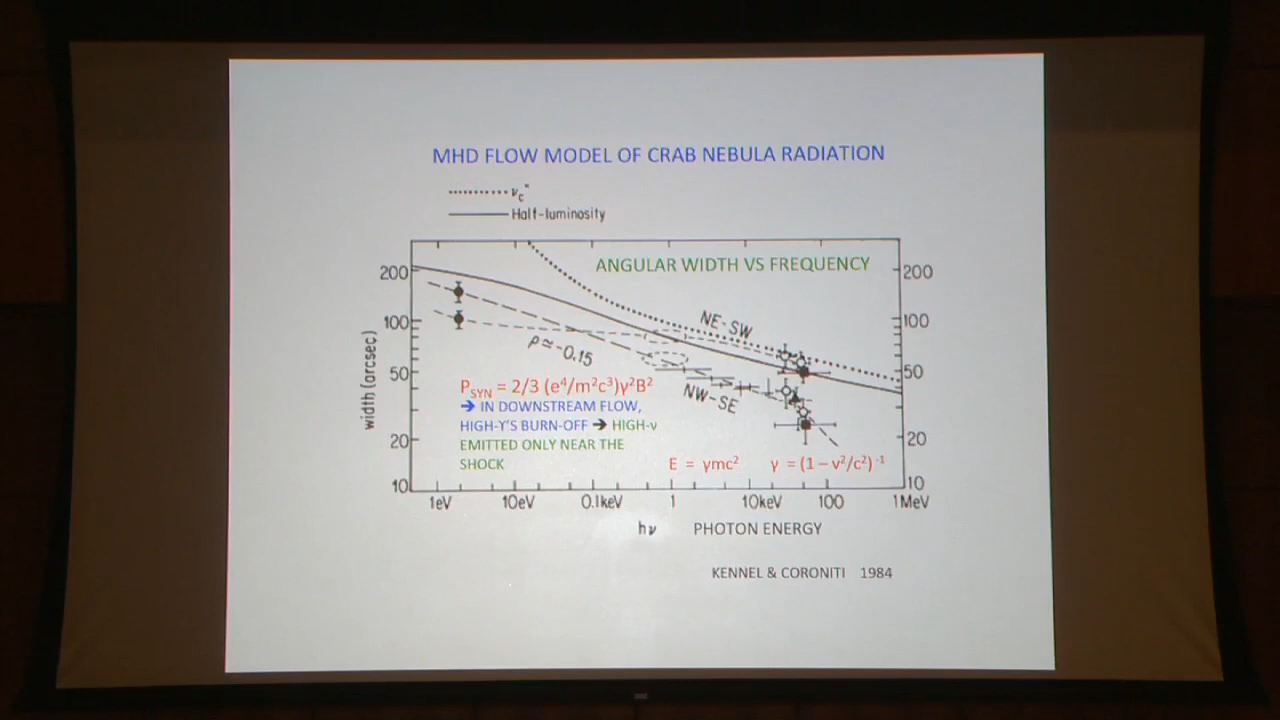 MHD FLOW MODEL OF CRAB NEBULA RADIATION
ν_c"
Half-luminosity
ANGULAR WIDTH VS FREQUENCY
200
200
NE-SW
100
100
ρ≃-0.15
50
50
width (arcsec)
P_SYN = 2/3 (e⁴/m²c³)γ²B²
NW-SE
➔ IN DOWNSTREAM FLOW,
HIGH-Υ'S BURN-OFF ➔ HIGH-ν
EMITTED ONLY NEAR THE
SHOCK
20
20
E = γmc² γ = (1 – v²/c²)⁻¹
10
10
1eV 10eV 0.1keV 1 10keV 100 1MeV
hν PHOTON ENERGY
KENNEL & CORONITI 1984